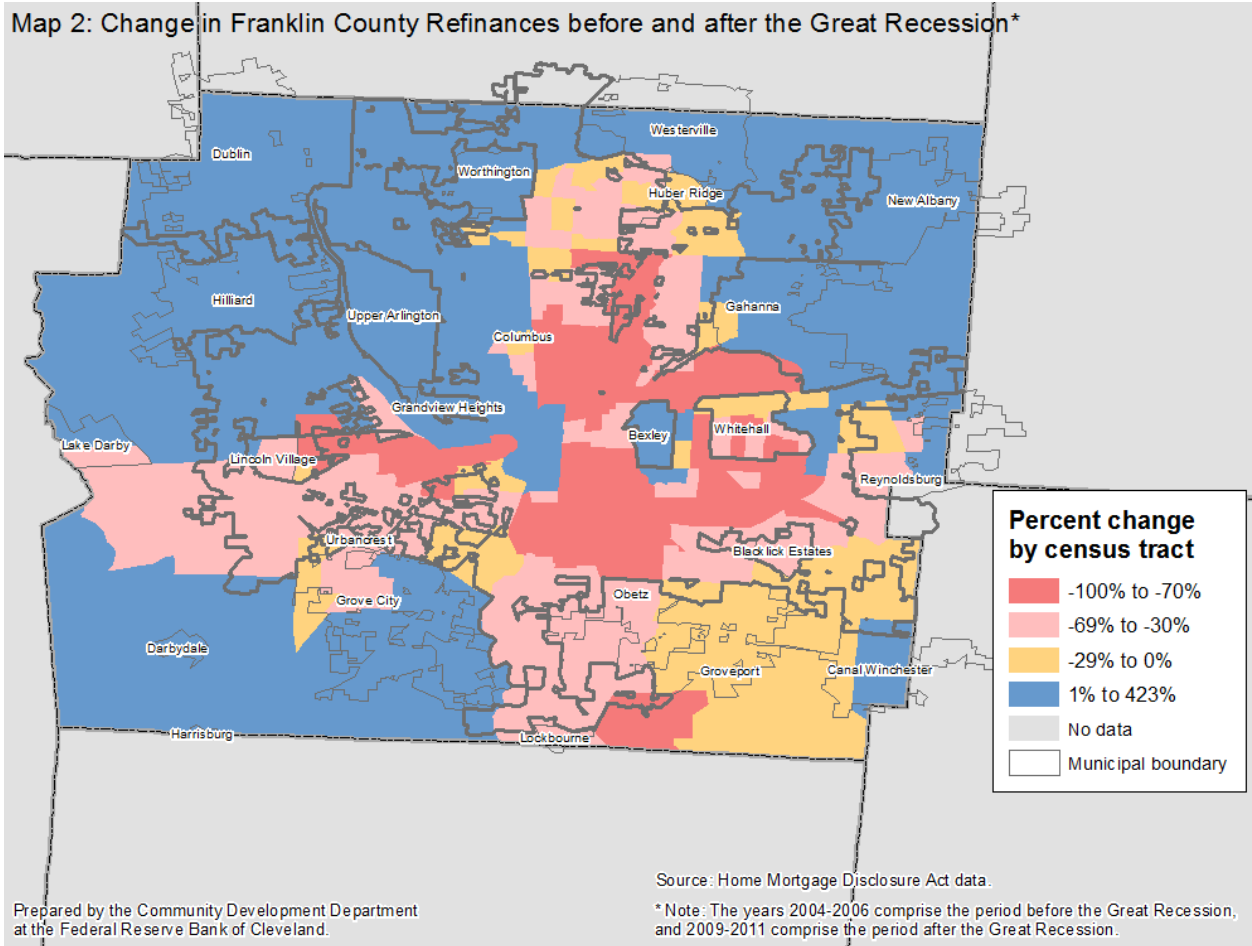 Map 2: Change in Franklin County Refinances before and after the Great Recession*
Westerville
Dublin
Worthington
Huber Ridge
New Albany
Hilliard
Gahanna
Upper Arlington
Columbus
Grandview Heights
Bexley
Whitehall
Lake Darby
Lincoln Village
Reynoldsburg
Urbancrest
Blacklick Estates
Obetz
Grove City
Darbydale
Groveport
Canal Winchester
Harrisburg
Lockbourne
Percent change
by census tract
-100% to -70%
-69% to -30%
-29% to 0%
1% to 423%
No data
Municipal boundary
Source: Home Mortgage Disclosure Act data.
Prepared by the Community Development Department
at the Federal Reserve Bank of Cleveland.
* Note: The years 2004-2006 comprise the period before the Great Recession,
and 2009-2011 comprise the period after the Great Recession.